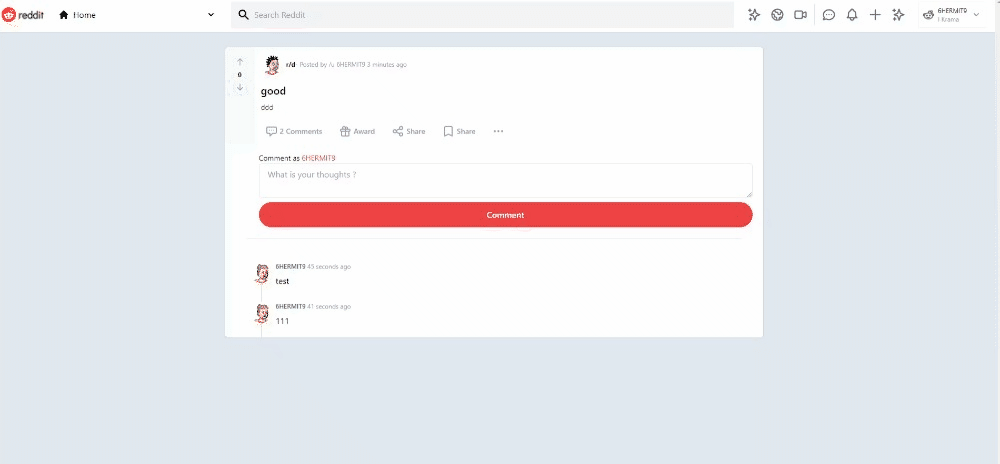 reddit
Home
Search Reddit
6HERMIT9
1 Krama
r/d · Posted by /u 6HERMIT9 3 minutes ago
0
good
ddd
2 Comments Award Share Share
Comment as 6HERMIT9
What is your thoughts ?
Comment
6HERMIT9 45 seconds ago
test
6HERMIT9 41 seconds ago
111